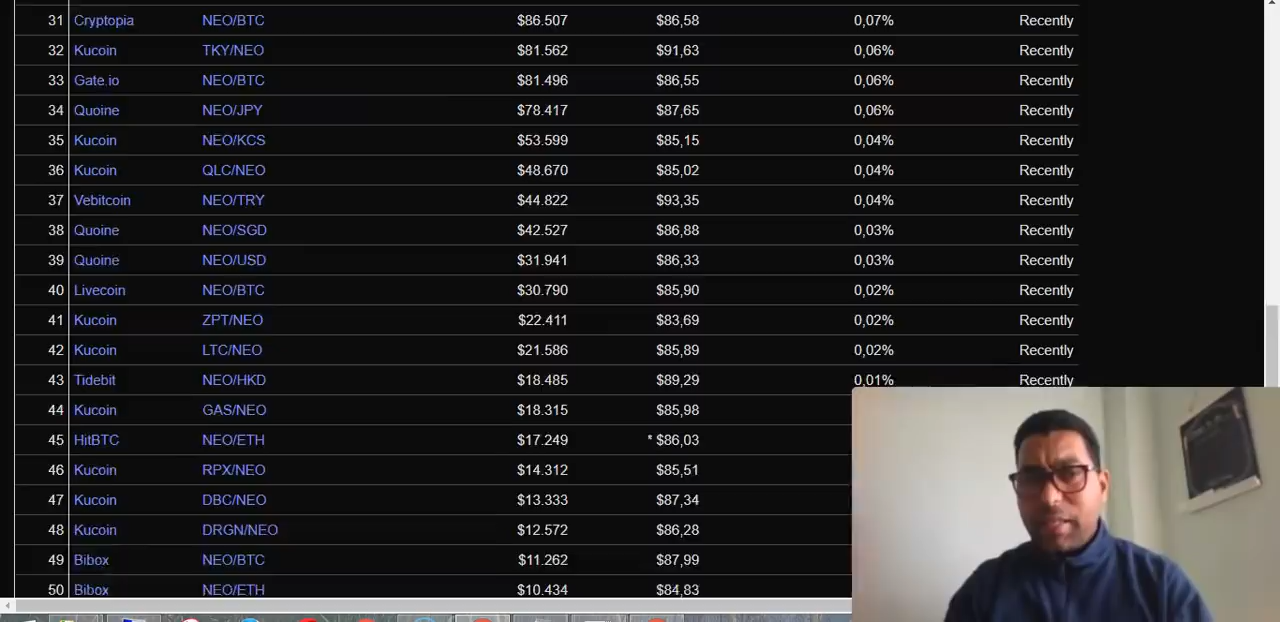 31 Cryptopia NEO/BTC $86.507 $86,58 0,07% Recently
32 Kucoin TKY/NEO $81.562 $91,63 0,06% Recently
33 Gate.io NEO/BTC $81.496 $86,55 0,06% Recently
34 Quoine NEO/JPY $78.417 $87,65 0,06% Recently
35 Kucoin NEO/KCS $53.599 $85,15 0,04% Recently
36 Kucoin QLC/NEO $48.670 $85,02 0,04% Recently
37 Vebitcoin NEO/TRY $44.822 $93,35 0,04% Recently
38 Quoine NEO/SGD $42.527 $86,88 0,03% Recently
39 Quoine NEO/USD $31.941 $86,33 0,03% Recently
40 Livecoin NEO/BTC $30.790 $85,90 0,02% Recently
41 Kucoin ZPT/NEO $22.411 $83,69 0,02% Recently
42 Kucoin LTC/NEO $21.586 $85,89 0,02% Recently
43 Tidebit NEO/HKD $18.485 $89,29 0,01% Recently
44 Kucoin GAS/NEO $18.315 $85,98
45 HitBTC NEO/ETH $17.249 * $86,03
46 Kucoin RPX/NEO $14.312 $85,51
47 Kucoin DBC/NEO $13.333 $87,34
48 Kucoin DRGN/NEO $12.572 $86,28
49 Bibox NEO/BTC $11.262 $87,99
50 Bibox NEO/ETH $10.434 $84,83